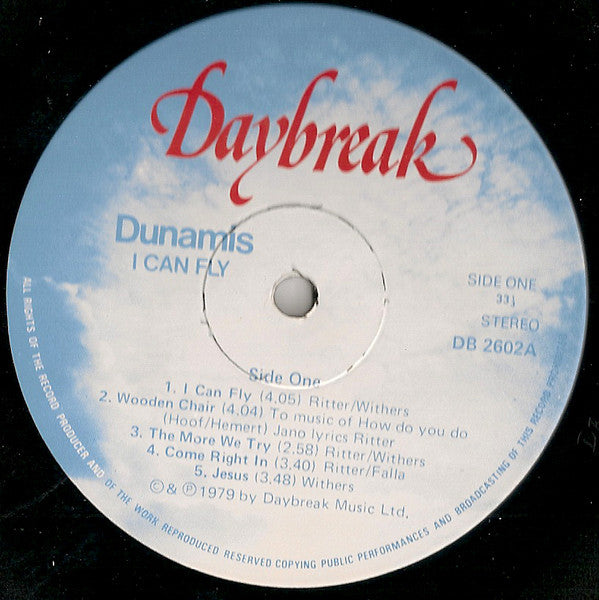 Daybreak
Dunamis
I CAN FLY
SIDE ONE
33⅓
STEREO
DB 2602A
Side One
1. I Can Fly (4.05) Ritter/Withers
2. Wooden Chair (4.04) To music of How do you do
(Hoof/Hemert) Jano lyrics Ritter
3. The More We Try (2.58) Ritter/Withers
4. Come Right In (3.40) Ritter/Falla
5. Jesus (3.48) Withers
© & ℗ 1979 by Daybreak Music Ltd.
ALL RIGHTS OF THE RECORD PRODUCER AND OF THE WORK REPRODUCED RESERVED COPYING PUBLIC PERFORMANCES AND BROADCASTING OF THIS RECORD PROHIBITED